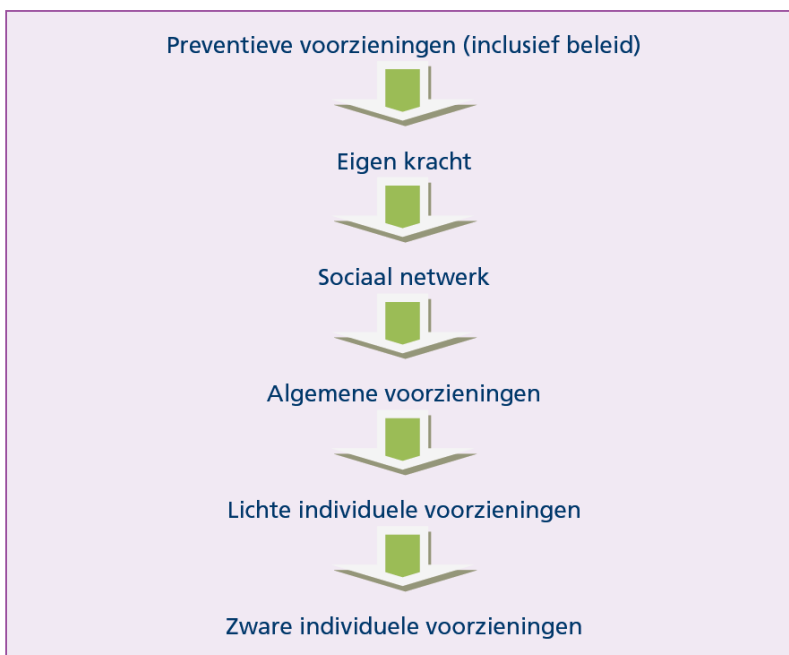 Preventieve voorzieningen (inclusief beleid)
Eigen kracht
Sociaal netwerk
Algemene voorzieningen
Lichte individuele voorzieningen
Zware individuele voorzieningen